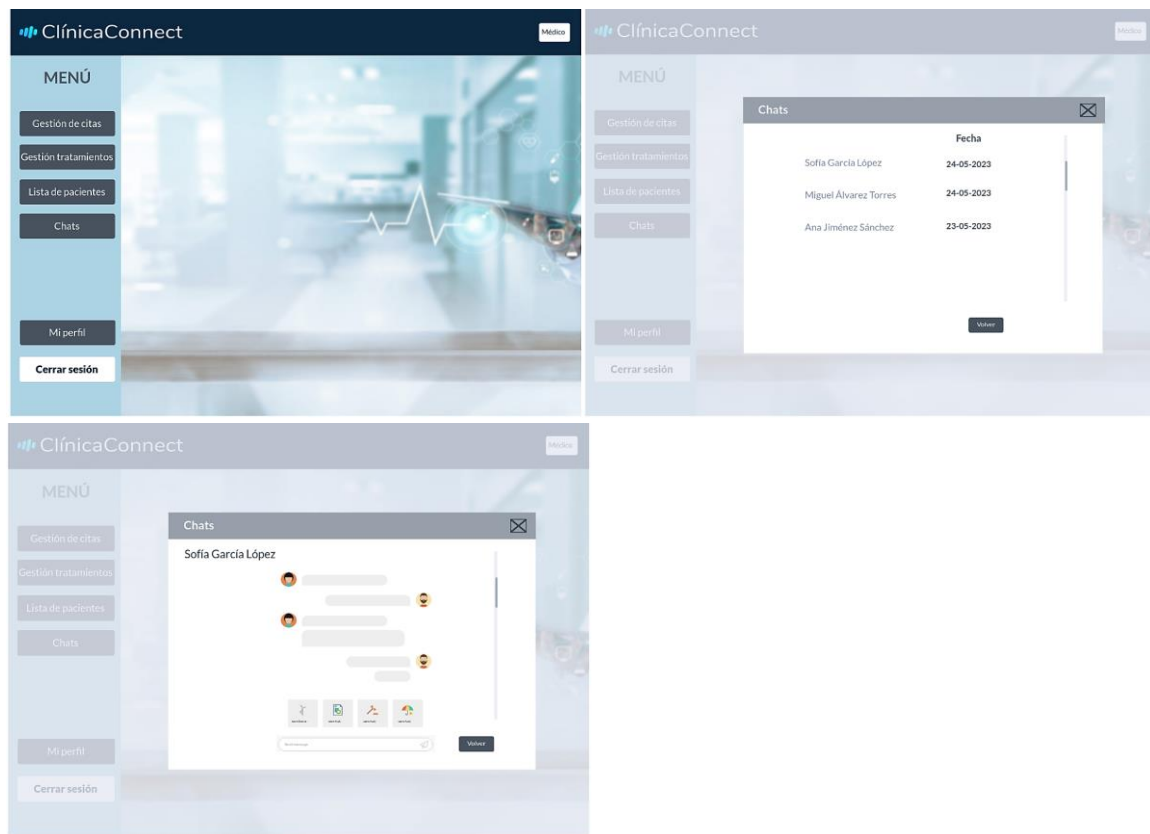 ClínicaConnect
Médico
MENÚ
Gestión de citas
Gestión tratamientos
Lista de pacientes
Chats
Mi perfil
Cerrar sesión
ClínicaConnect
Médico
MENÚ
Gestión de citas
Gestión tratamientos
Lista de pacientes
Chats
Mi perfil
Cerrar sesión
Chats
Fecha
Sofía García López 24-05-2023
Miguel Álvarez Torres 24-05-2023
Ana Jiménez Sánchez 23-05-2023
Volver
ClínicaConnect
Médico
MENÚ
Gestión de citas
Gestión tratamientos
Lista de pacientes
Chats
Mi perfil
Cerrar sesión
Chats
Sofía García López
Volver